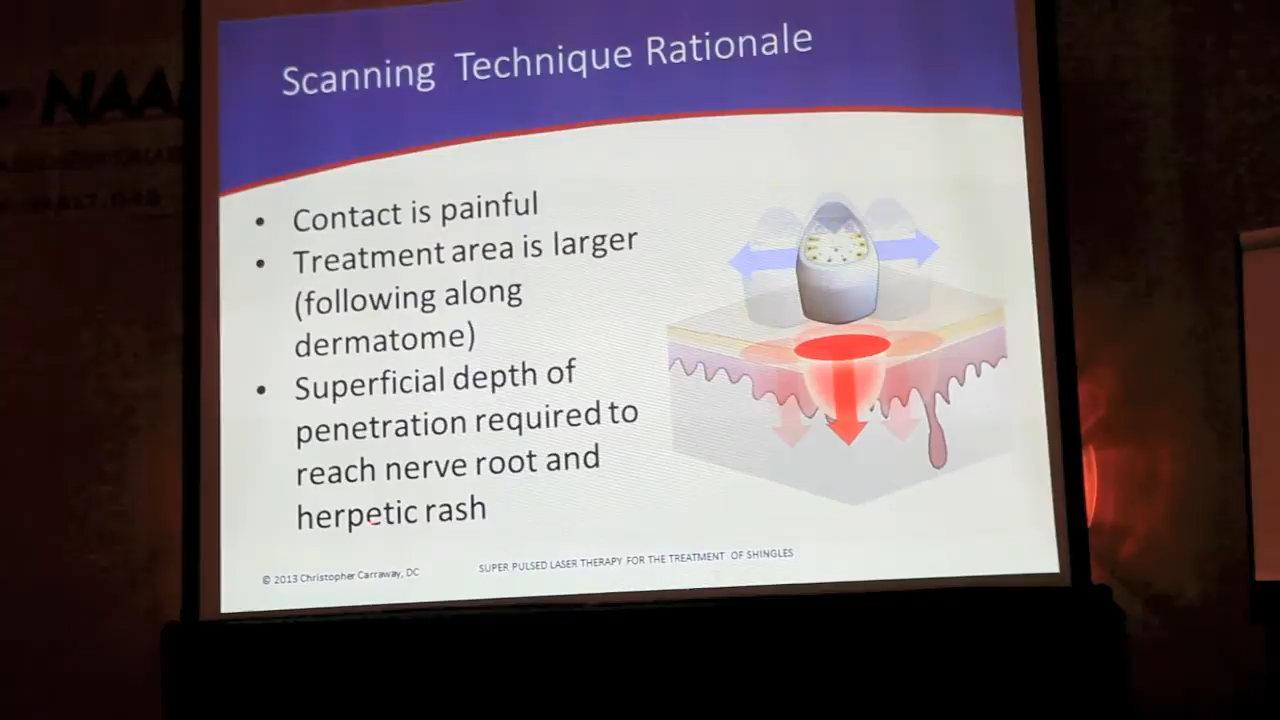 Scanning Technique Rationale
• Contact is painful
• Treatment area is larger
(following along
dermatome)
• Superficial depth of
penetration required to
reach nerve root and
herpetic rash
© 2013 Christopher Carraway, DC
SUPER PULSED LASER THERAPY FOR THE TREATMENT OF SHINGLES